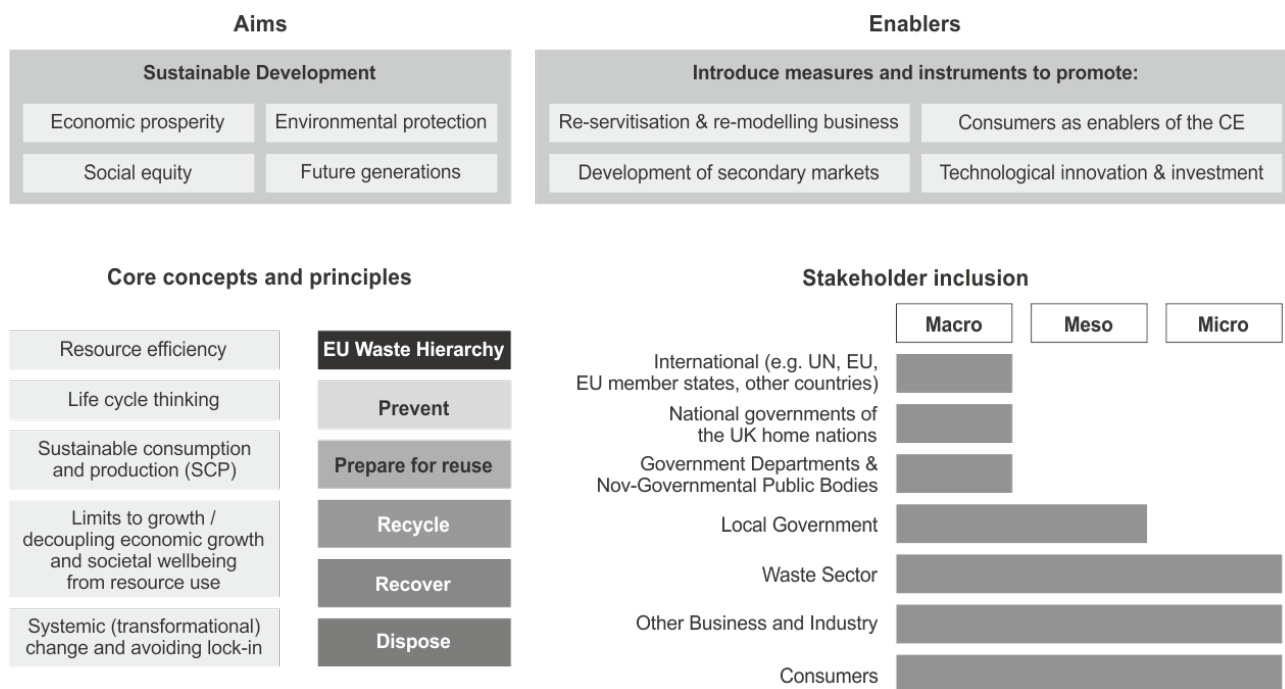 Aims
Sustainable Development
Economic prosperity
Environmental protection
Social equity
Future generations
Enablers
Introduce measures and instruments to promote:
Re-servitisation & re-modelling business
Consumers as enablers of the CE
Development of secondary markets
Technological innovation & investment
Core concepts and principles
Resource efficiency
Life cycle thinking
Sustainable consumption
and production (SCP)
Limits to growth /
decoupling economic growth
and societal wellbeing
from resource use
Systemic (transformational)
change and avoiding lock-in
EU Waste Hierarchy
Prevent
Prepare for reuse
Recycle
Recover
Dispose
Stakeholder inclusion
Macro
Meso
Micro
International (e.g. UN, EU,
EU member states, other countries)
National governments of
the UK home nations
Government Departments &
Nov-Governmental Public Bodies
Local Government
Waste Sector
Other Business and Industry
Consumers